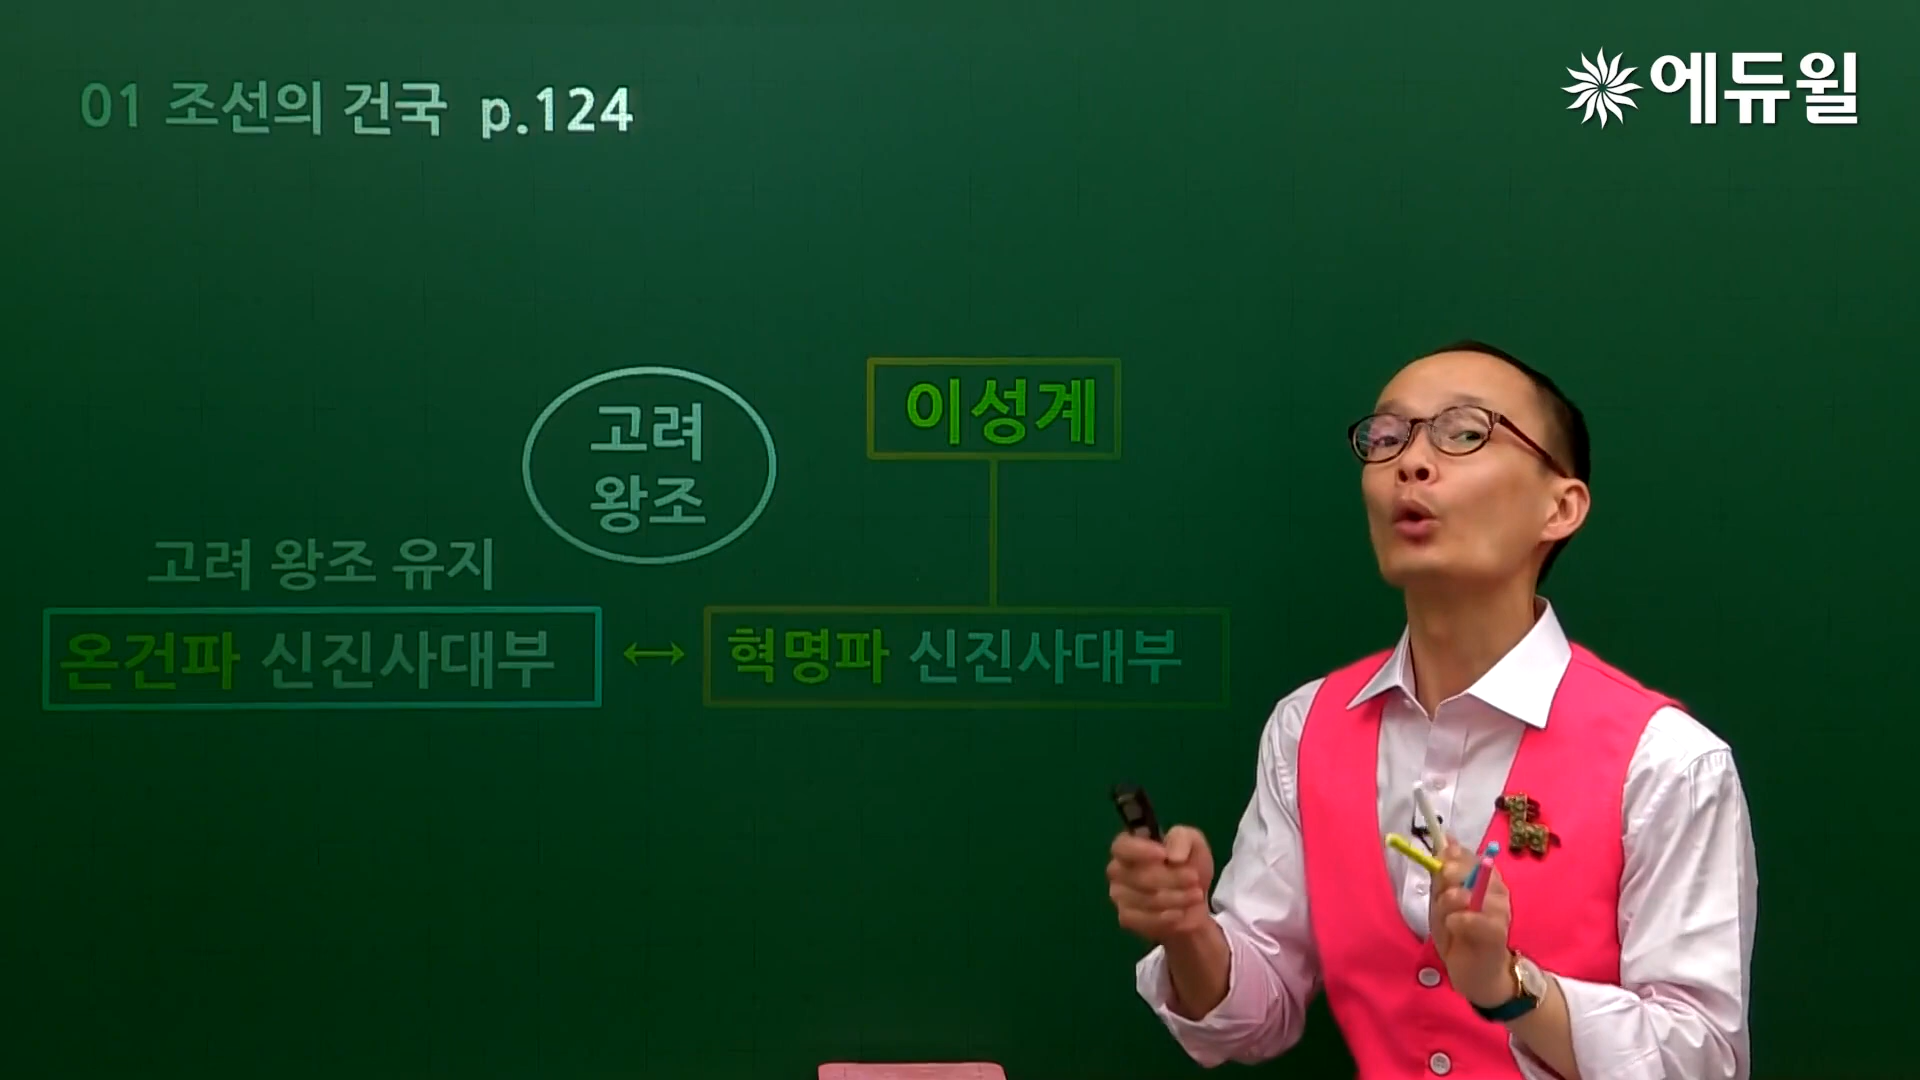 01 조선의 건국 p.124
에듀윌
이성계
고려
왕조
고려 왕조 유지
온건파 신진사대부 ↔ 혁명파 신진사대부